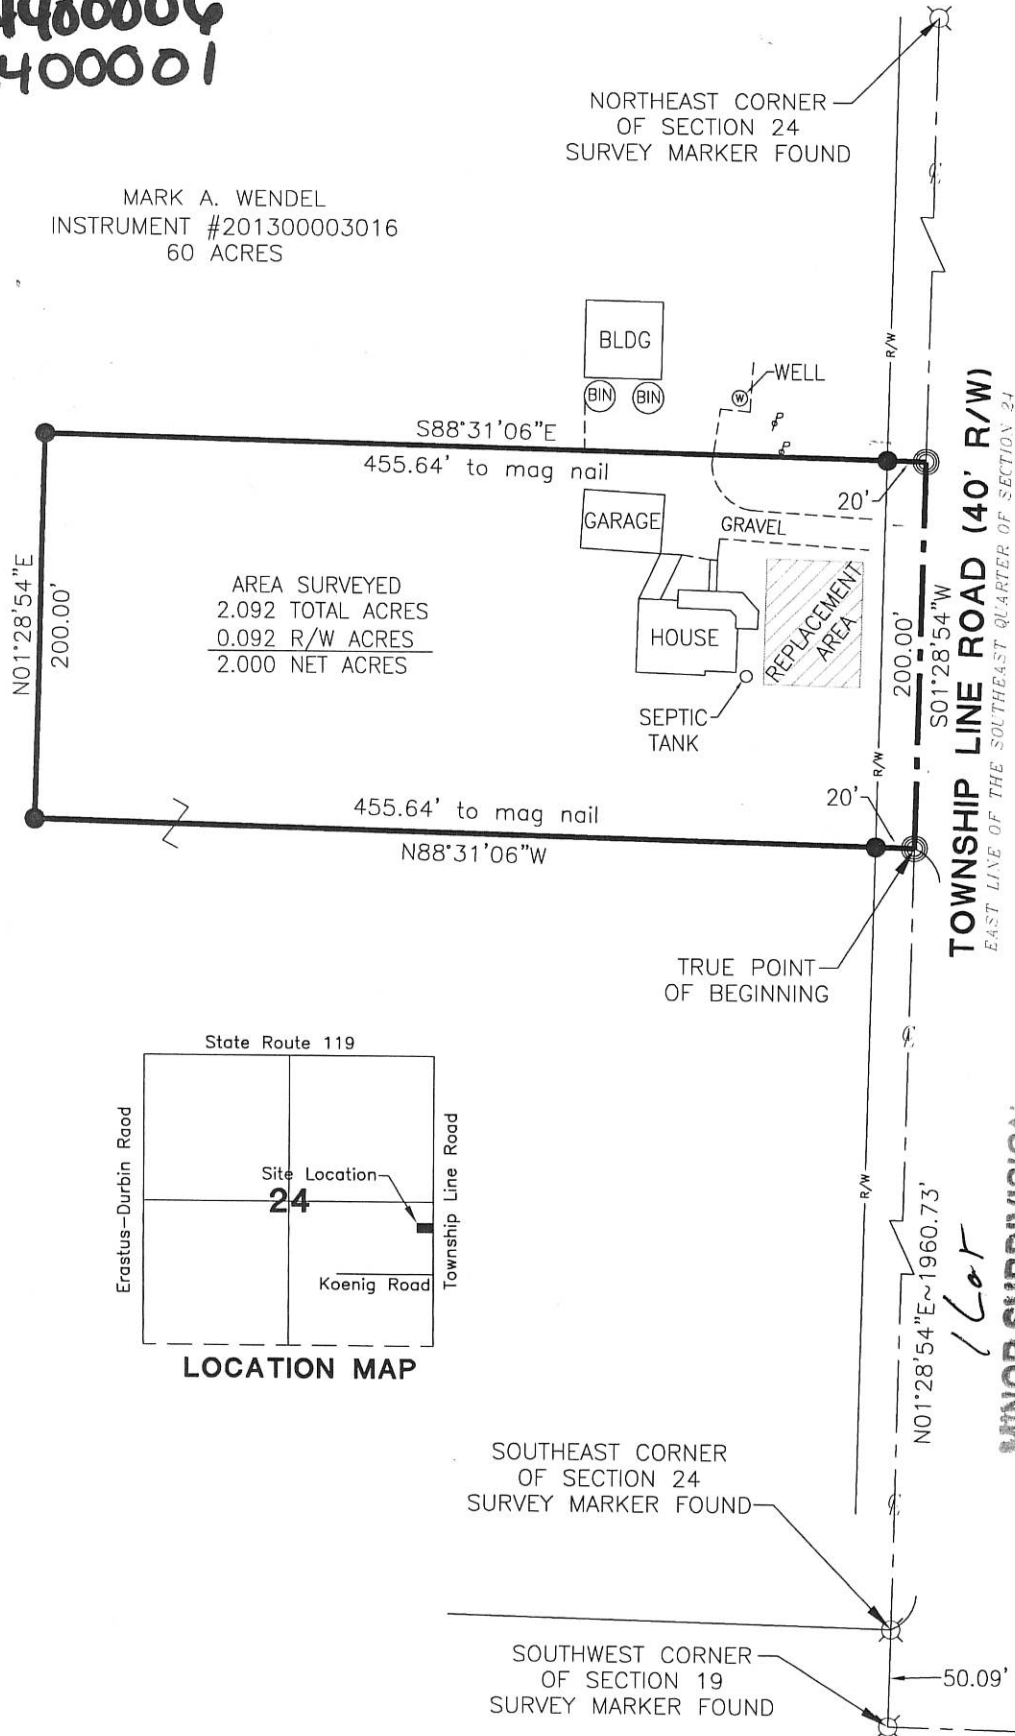 400001
NORTHEAST CORNER
OF SECTION 24
SURVEY MARKER FOUND
MARK A. WENDEL
INSTRUMENT #201300003016
60 ACRES
BLDG
BIN
BIN
WELL
W
P
P
R/W
S88°31'06"E
455.64' to mag nail
20'
GARAGE
GRAVEL
N01°28'54"E
200.00'
AREA SURVEYED
2.092 TOTAL ACRES
0.092 R/W ACRES
2.000 NET ACRES
HOUSE
REPLACEMENT
AREA
SEPTIC
TANK
200.00'
S01°28'54"W
TOWNSHIP LINE ROAD (40' R/W)
EAST LINE OF THE SOUTHEAST QUARTER OF SECTION 24
R/W
20'
455.64' to mag nail
N88°31'06"W
TRUE POINT
OF BEGINNING
State Route 119
Erastus-Durbin Raod
Township Line Road
Site Location
24
Koenig Road
LOCATION MAP
R/W
N01°28'54"E~1960.73'
1 Lot
MINOR SUBDIVISION
SOUTHEAST CORNER
OF SECTION 24
SURVEY MARKER FOUND
SOUTHWEST CORNER
OF SECTION 19
SURVEY MARKER FOUND
50.09'